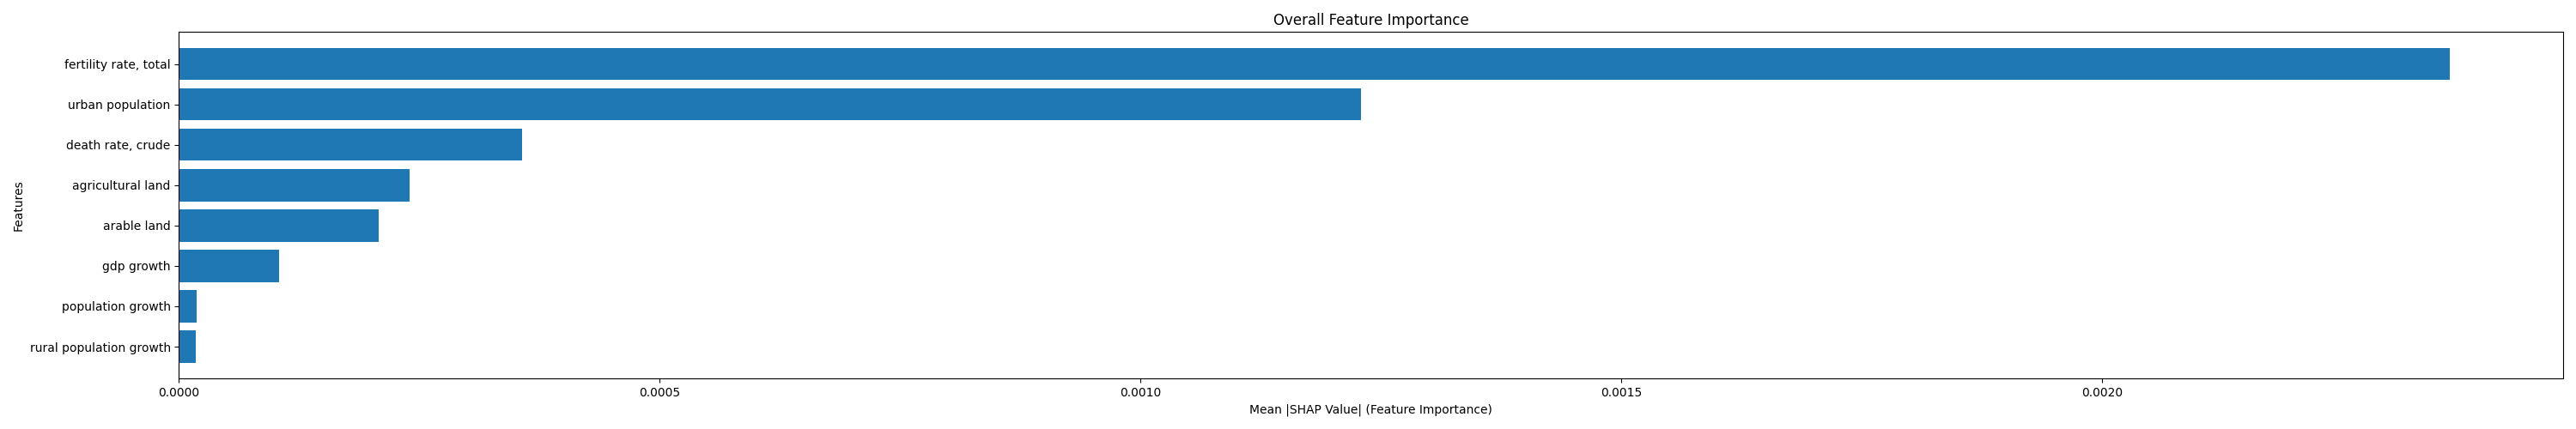 Overall Feature Importance
Features
fertility rate, total
urban population
death rate, crude
agricultural land
arable land
gdp growth
population growth
rural population growth
0.0000 0.0005 0.0010 0.0015 0.0020
Mean |SHAP Value| (Feature Importance)